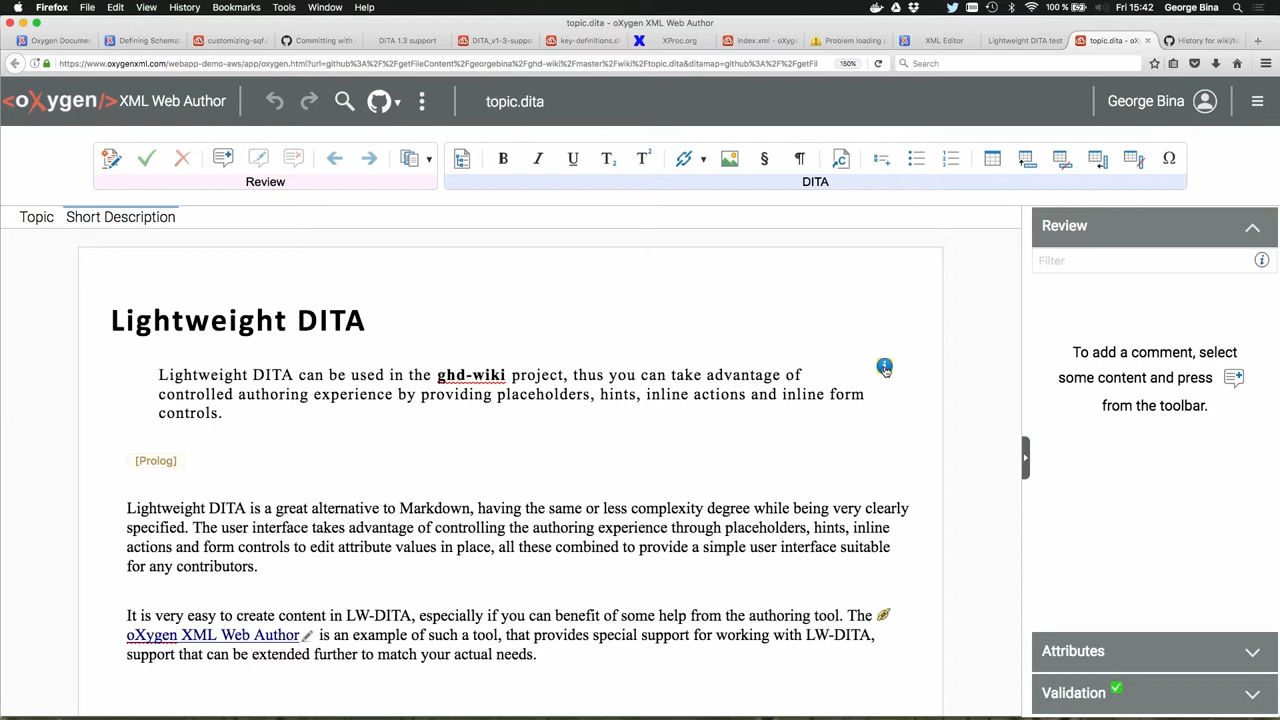 Firefox File Edit View History Bookmarks Tools Window Help 100 % Fri 15:42 George Bina
topic.dita - oXygen XML Web Author
Oxygen Docume Defining Schema customizing-sqf. Committing with DITA 1.3 support DITA_v1-3-suppo key-definitions.d XProc.org index.xml - oXyg Problem loading XML Editor Lightweight DITA test topic.dita - oX History for wiki/to
https://www.oxygenxml.com/webapp-demo-aws/app/oxygen.html?url=github%3A%2F%2FgetFileContent%2Fgeorgebina%2Fghd-wiki%2Fmaster%2Fwiki%2Ftopic.dita&ditamap=github%3A%2F%2FgetFil 150% Search
<oXygen/> XML Web Author topic.dita George Bina
B I U T₂ T² § ¶ Ω
Review DITA
Topic Short Description
Review
Filter
Lightweight DITA
Lightweight DITA can be used in the ghd-wiki project, thus you can take advantage of
controlled authoring experience by providing placeholders, hints, inline actions and inline form
controls.
To add a comment, select
some content and press
from the toolbar.
[Prolog]
Lightweight DITA is a great alternative to Markdown, having the same or less complexity degree while being very clearly
specified. The user interface takes advantage of controlling the authoring experience through placeholders, hints, inline
actions and form controls to edit attribute values in place, all these combined to provide a simple user interface suitable
for any contributors.
It is very easy to create content in LW-DITA, especially if you can benefit of some help from the authoring tool. The
oXygen XML Web Author is an example of such a tool, that provides special support for working with LW-DITA,
support that can be extended further to match your actual needs.
Attributes
Validation